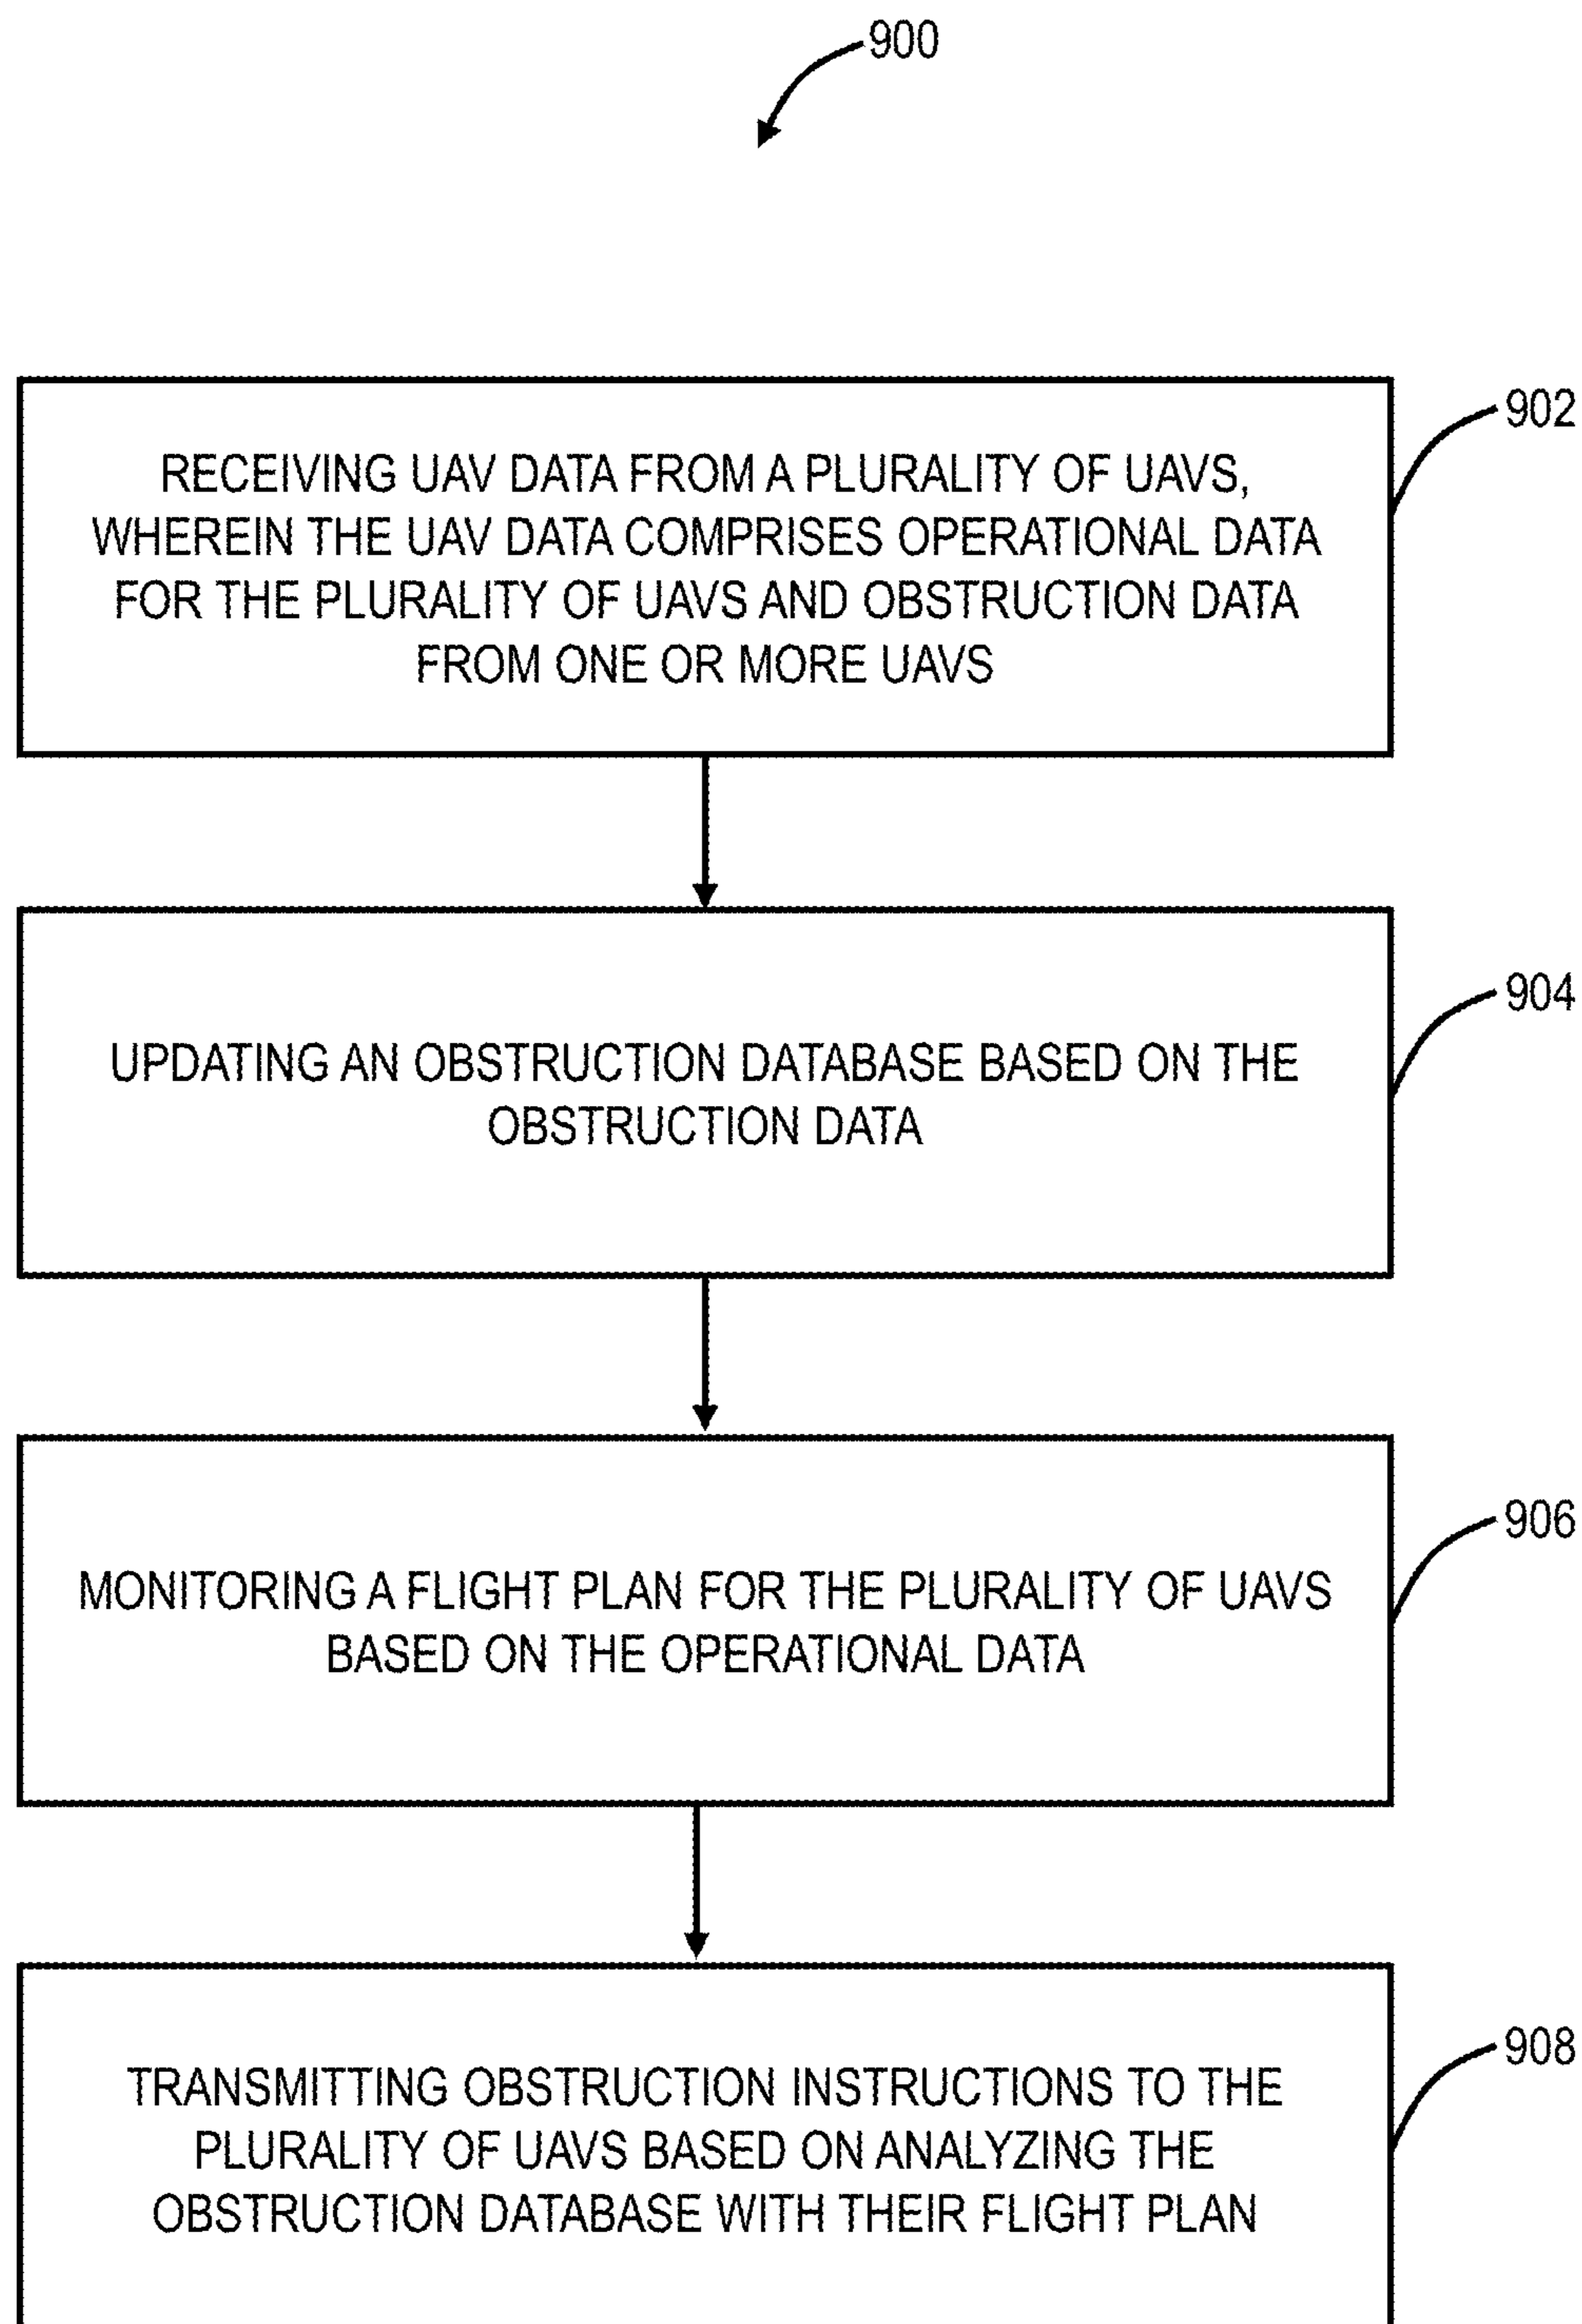 900
902
RECEIVING UAV DATA FROM A PLURALITY OF UAVS,
WHEREIN THE UAV DATA COMPRISES OPERATIONAL DATA
FOR THE PLURALITY OF UAVS AND OBSTRUCTION DATA
FROM ONE OR MORE UAVS
904
UPDATING AN OBSTRUCTION DATABASE BASED ON THE
OBSTRUCTION DATA
906
MONITORING A FLIGHT PLAN FOR THE PLURALITY OF UAVS
BASED ON THE OPERATIONAL DATA
908
TRANSMITTING OBSTRUCTION INSTRUCTIONS TO THE
PLURALITY OF UAVS BASED ON ANALYZING THE
OBSTRUCTION DATABASE WITH THEIR FLIGHT PLAN